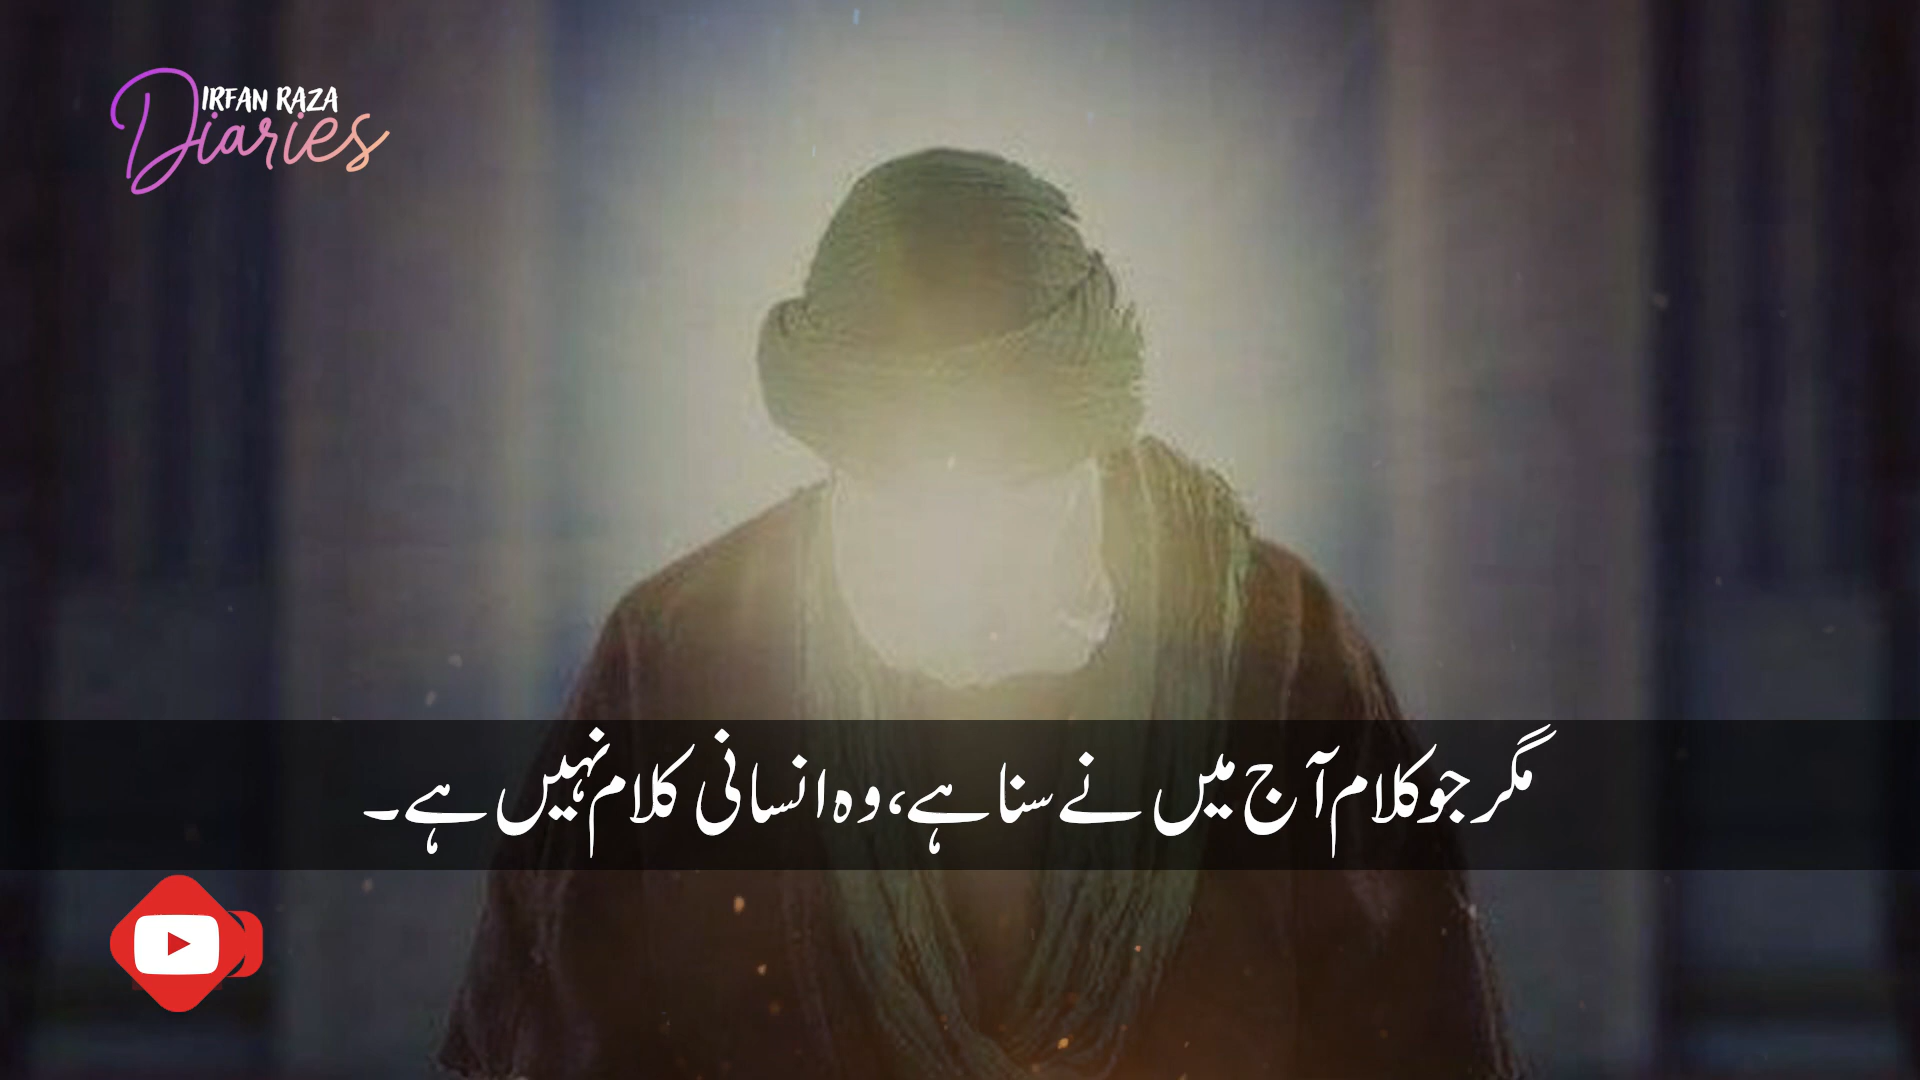 IRFAN RAZA
Diaries
مگر جو کلام آج میں نے سنا ہے، وہ انسانی کلام نہیں ہے۔